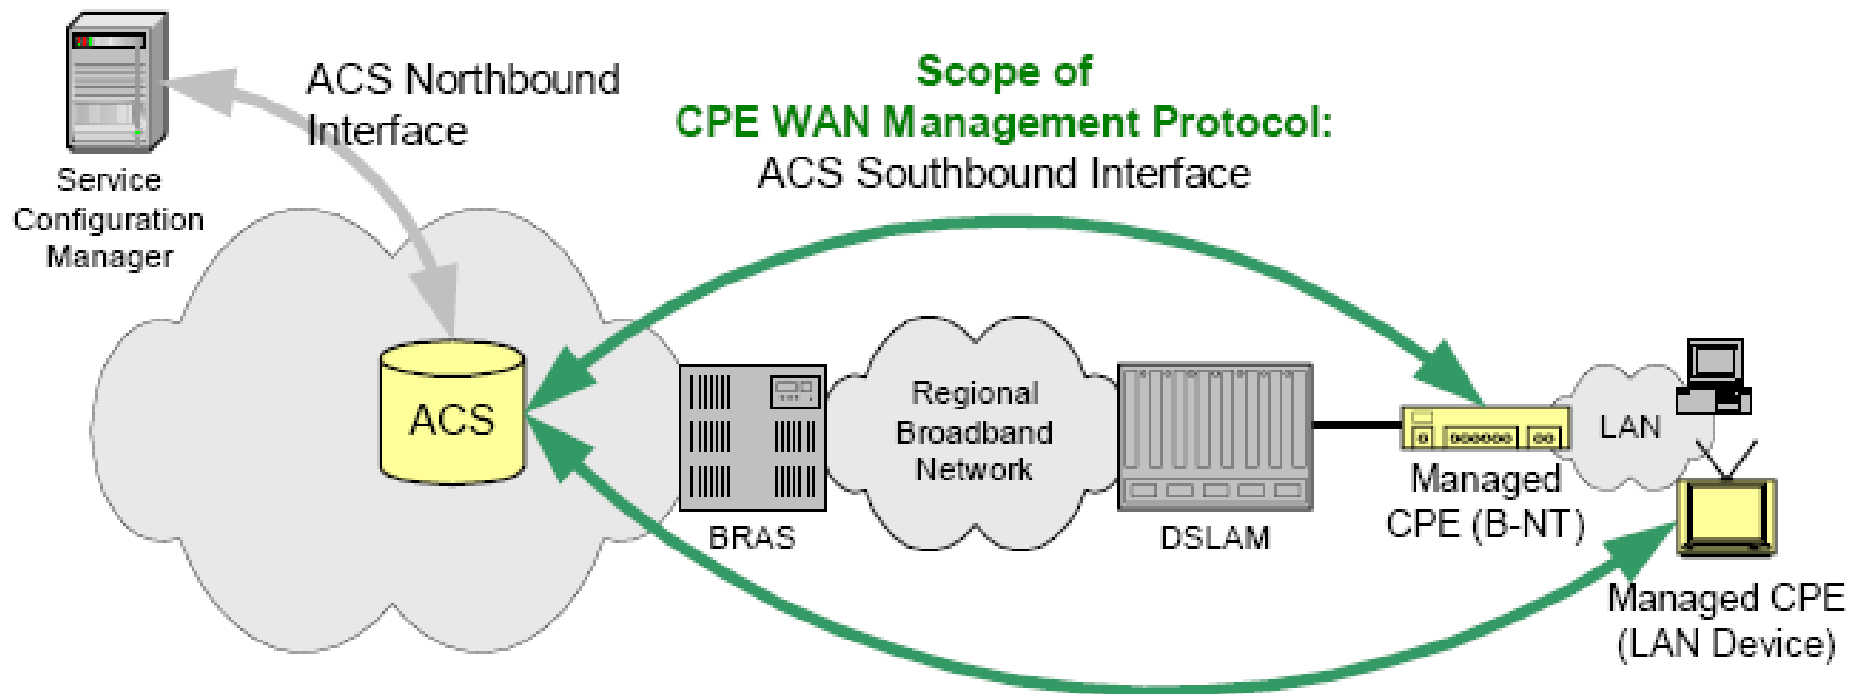 ACS Northbound
Interface
Scope of
CPE WAN Management Protocol:
ACS Southbound Interface
Service
Configuration
Manager
ACS
BRAS
Regional
Broadband
Network
DSLAM
LAN
Managed
CPE (B-NT)
Managed CPE
(LAN Device)